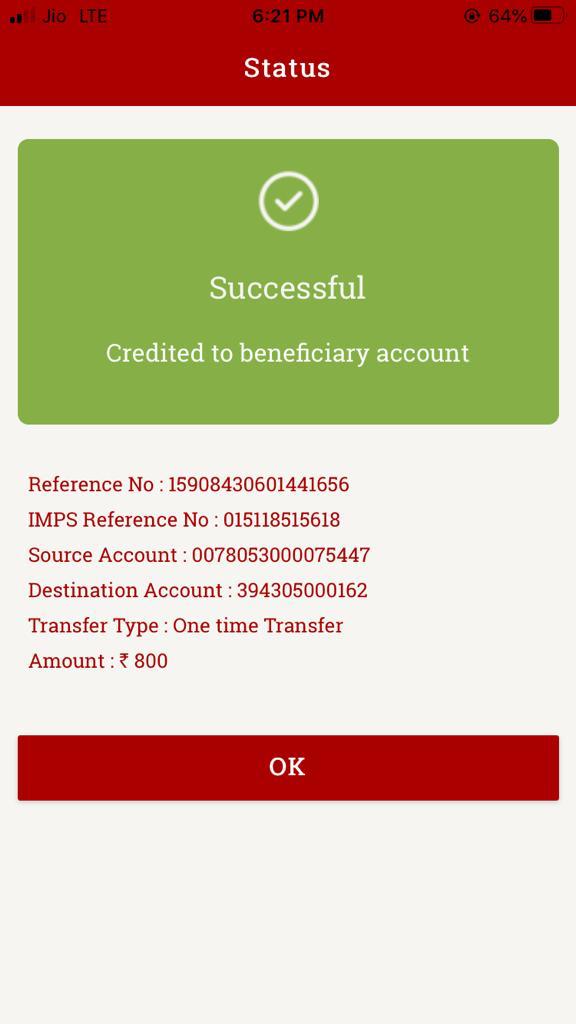 Jio LTE 6:21 PM 64%
Status
Successful
Credited to beneficiary account
Reference No : 15908430601441656
IMPS Reference No : 015118515618
Source Account : 0078053000075447
Destination Account : 394305000162
Transfer Type : One time Transfer
Amount : ₹ 800
OK